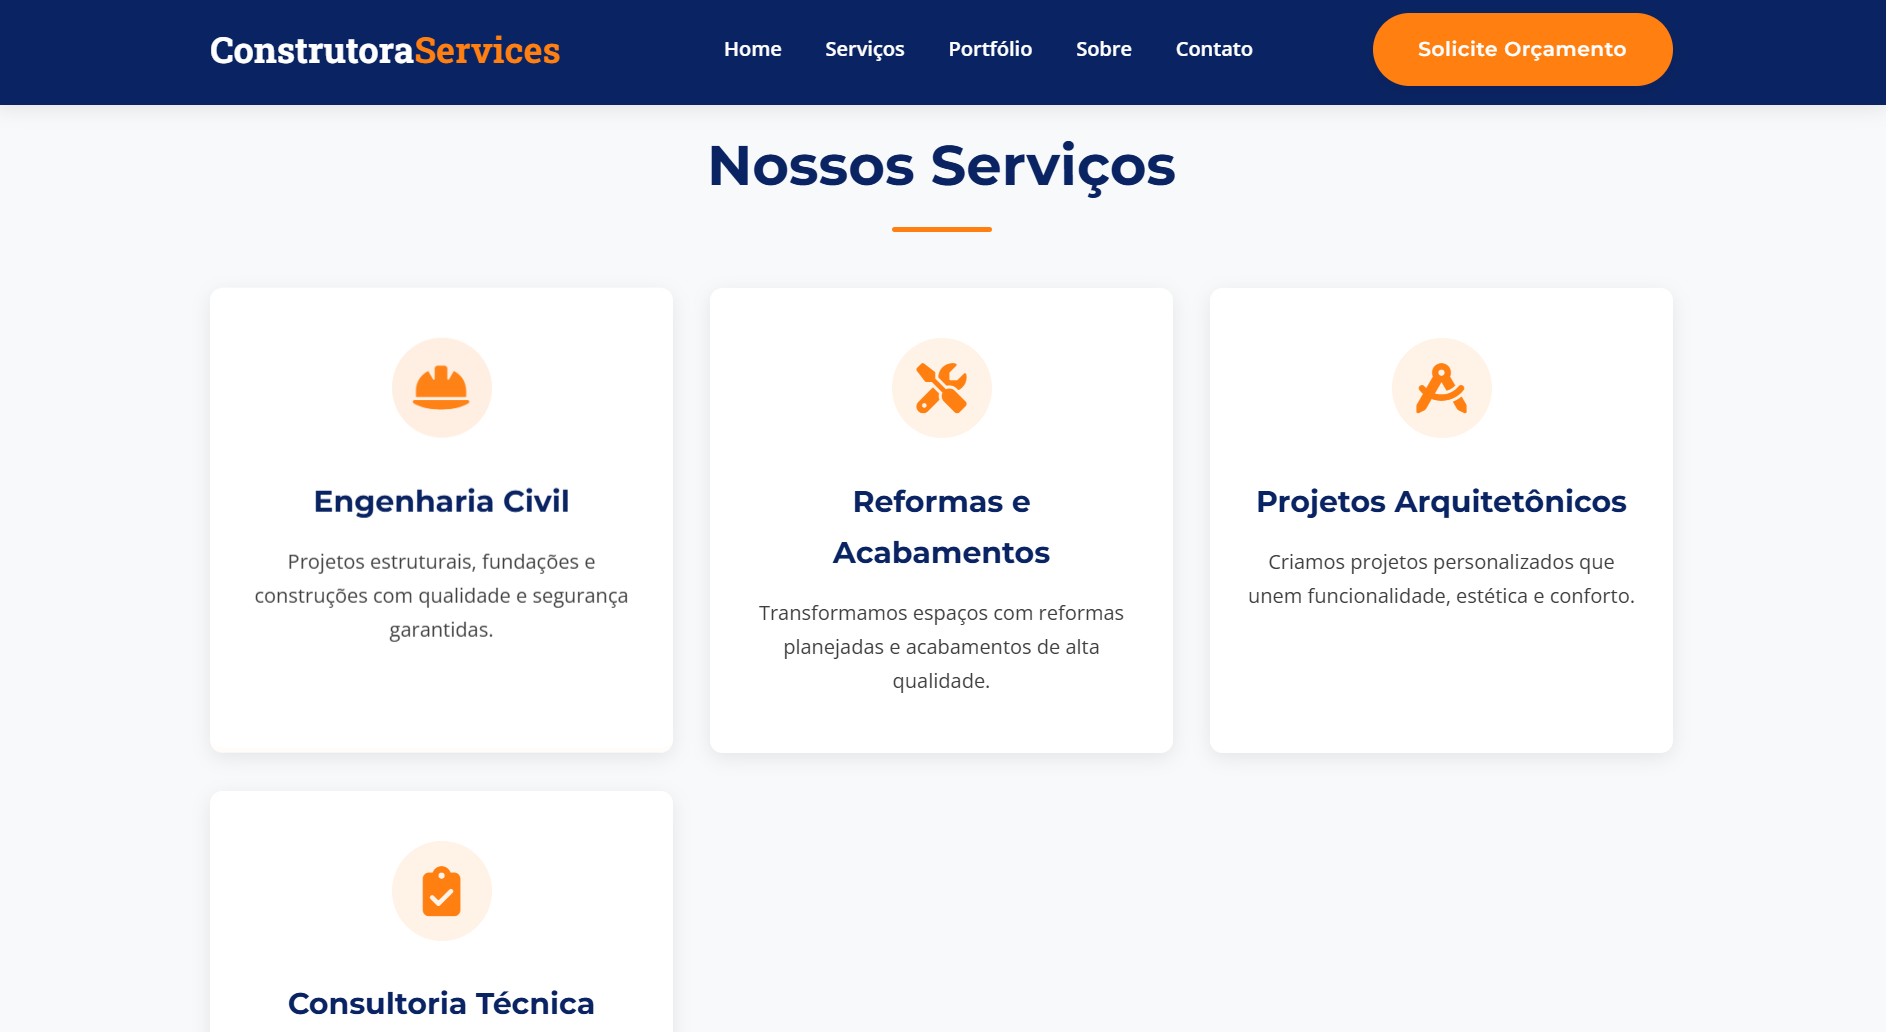 ConstrutoraServices
Home Serviços Portfólio Sobre Contato
Solicite Orçamento
Nossos Serviços
Engenharia Civil
Projetos estruturais, fundações e
construções com qualidade e segurança
garantidas.
Reformas e
Acabamentos
Transformamos espaços com reformas
planejadas e acabamentos de alta
qualidade.
Projetos Arquitetônicos
Criamos projetos personalizados que
unem funcionalidade, estética e conforto.
Consultoria Técnica